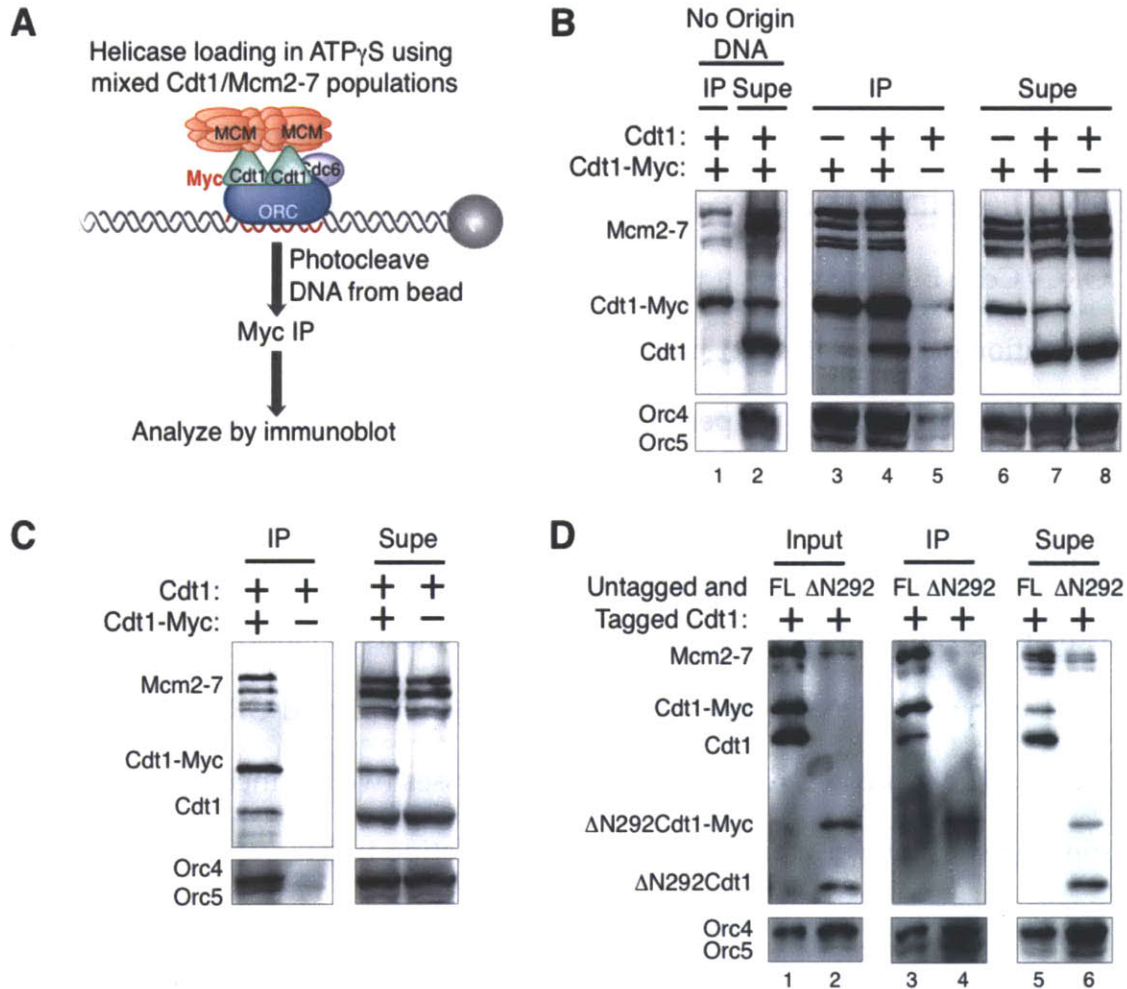 A
Helicase loading in ATPγS using
mixed Cdt1/Mcm2-7 populations
MCM MCM
Myc Cdt1 Cdt1 Cdc6
ORC
Photocleave
DNA from bead
Myc IP
Analyze by immunoblot
B
No Origin
DNA
IP Supe IP Supe
Cdt1: + + − + + − + +
Cdt1-Myc: + + + + − + + −
Mcm2-7
Cdt1-Myc
Cdt1
Orc4
Orc5
1 2 3 4 5 6 7 8
C
IP Supe
Cdt1: + + + +
Cdt1-Myc: + − + −
Mcm2-7
Cdt1-Myc
Cdt1
Orc4
Orc5
D
Input IP Supe
Untagged and FL ΔN292 FL ΔN292 FL ΔN292
Tagged Cdt1: + + + + + +
Mcm2-7
Cdt1-Myc
Cdt1
ΔN292Cdt1-Myc
ΔN292Cdt1
Orc4
Orc5
1 2 3 4 5 6